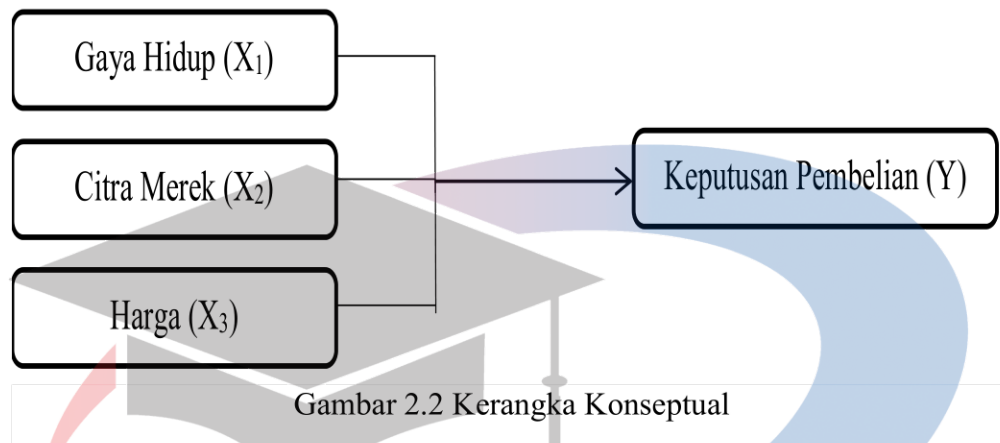 Gaya Hidup (X₁)
Citra Merek (X₂)
Keputusan Pembelian (Y)
Harga (X₃)
Gambar 2.2 Kerangka Konseptual